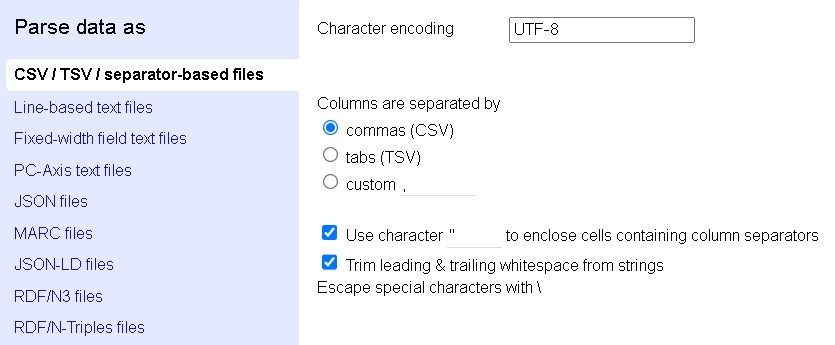 Parse data as
CSV / TSV / separator-based files
Line-based text files
Fixed-width field text files
PC-Axis text files
JSON files
MARC files
JSON-LD files
RDF/N3 files
RDF/N-Triples files
Character encoding UTF-8
Columns are separated by
commas (CSV)
tabs (TSV)
custom ,
Use character " to enclose cells containing column separators
Trim leading & trailing whitespace from strings
Escape special characters with \